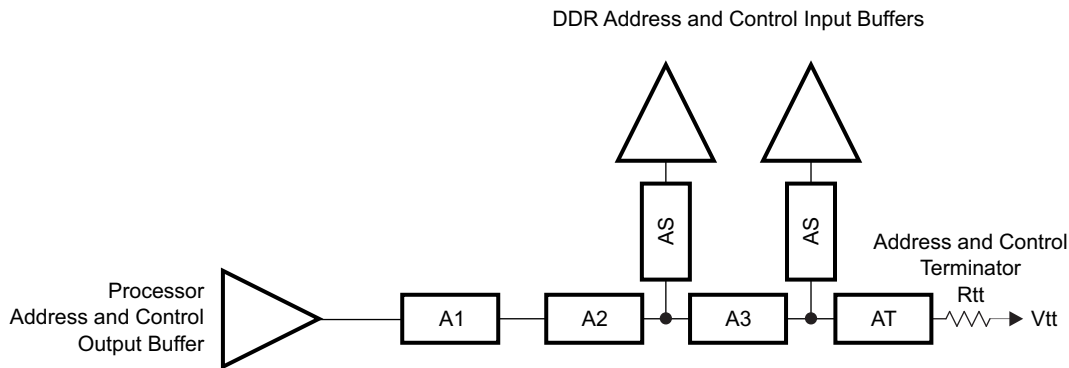 DDR Address and Control Input Buffers
AS
AS
Address and Control
Terminator
Rtt
Processor
Address and Control
Output Buffer
A1
A2
A3
AT
Vtt